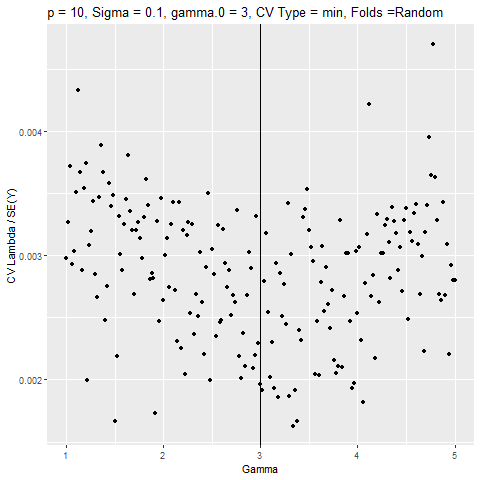 p = 10, Sigma = 0.1, gamma.0 = 3, CV Type = min, Folds =Random
CV Lambda / SE(Y)
0.004
0.003
0.002
1 2 3 4 5
Gamma